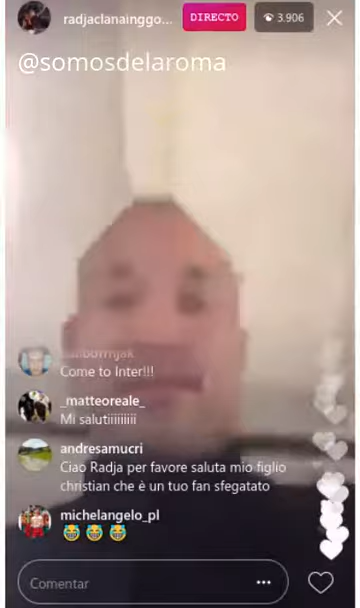 radjaclanainggo...
DIRECTO
3.906
@somosdelaroma
Come to Inter!!!
_matteoreale_
Mi salutiiiiiiiii
andresamucri
Ciao Radja per favore saluta mio figlio
christian che è un tuo fan sfegatato
michelangelo_pl
Comentar